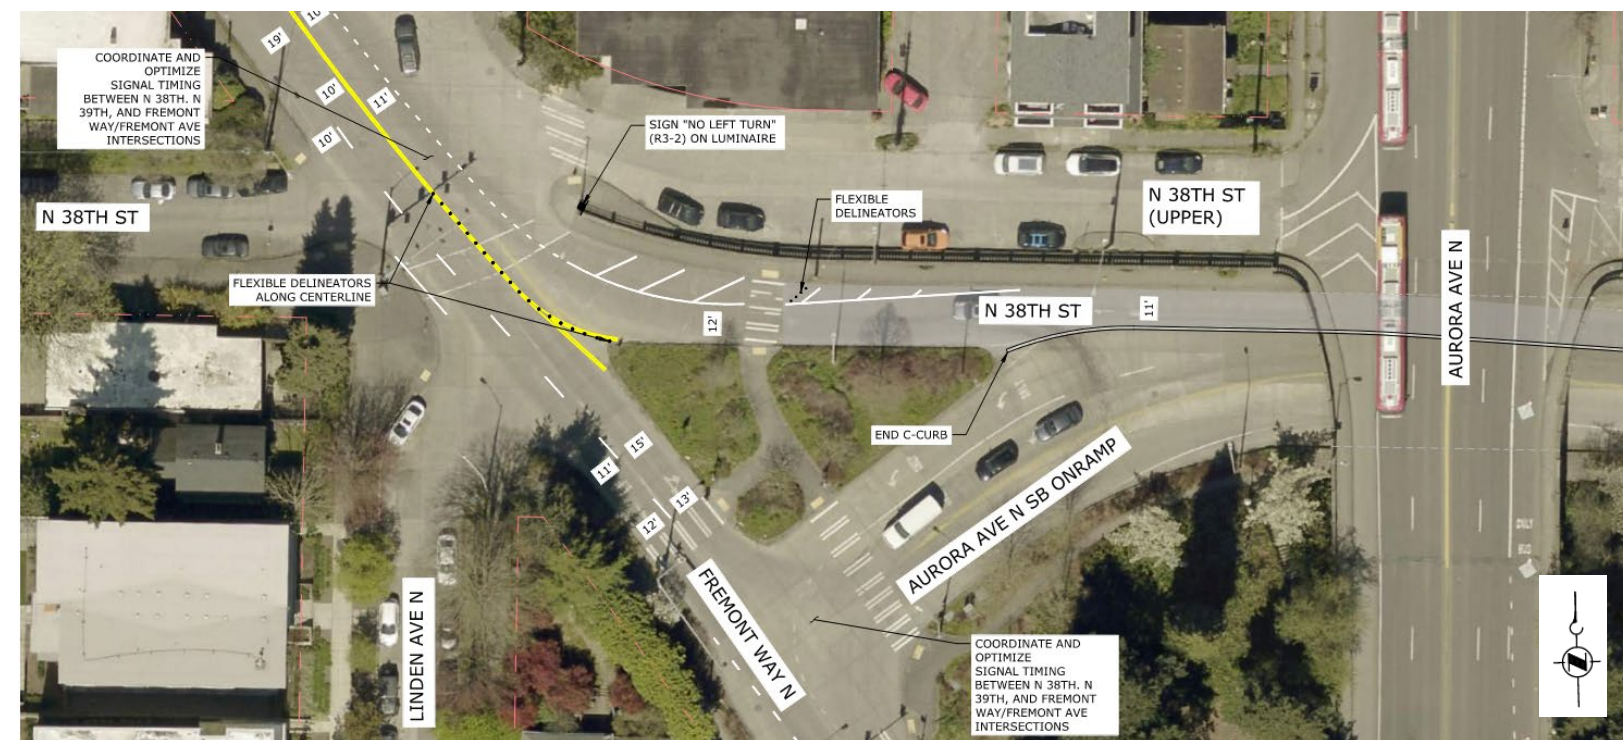 10'
19'
COORDINATE AND
OPTIMIZE
SIGNAL TIMING
BETWEEN N 38TH. N
39TH, AND FREMONT
WAY/FREMONT AVE
INTERSECTIONS
10'
11'
10'
SIGN "NO LEFT TURN"
(R3-2) ON LUMINAIRE
N 38TH ST
FLEXIBLE
DELINEATORS
N 38TH ST
(UPPER)
FLEXIBLE DELINEATORS
ALONG CENTERLINE
AURORA AVE N
12'
N 38TH ST
11'
END C-CURB
15'
11'
13'
12'
AURORA AVE N SB ONRAMP
LINDEN AVE N
FREMONT WAY N
ONLY
BUS
COORDINATE AND
OPTIMIZE
SIGNAL TIMING
BETWEEN N 38TH. N
39TH, AND FREMONT
WAY/FREMONT AVE
INTERSECTIONS
Z